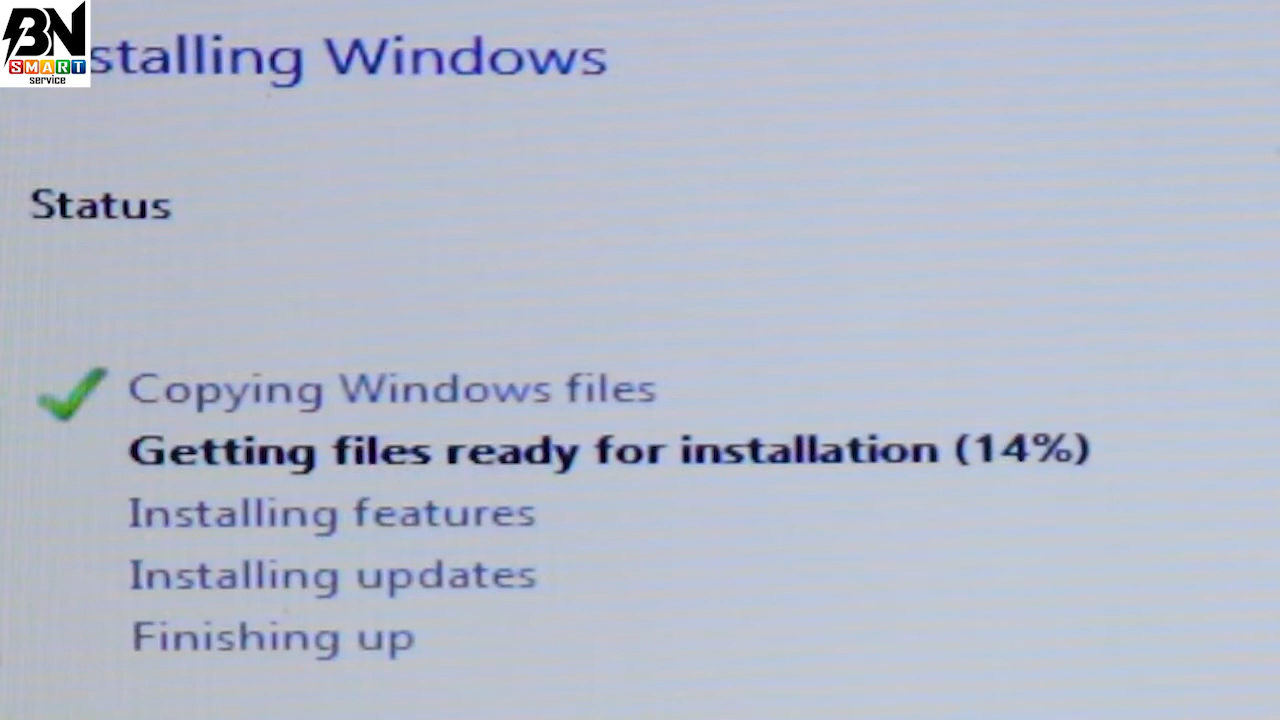 BN
SMART
service
stalling Windows
Status
Copying Windows files
Getting files ready for installation (14%)
Installing features
Installing updates
Finishing up